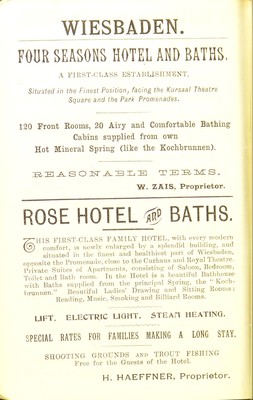 WIESBADEN.
FOUR SEASONS HOTEL AND BATHS.
A FIRST-CLASS ESTABLISHMENT,
Situated in the Finest Position, facing the Kursaal Theatre
Square and the Park Promenades.
120 Front Rooms, 20 Airy and Comfortable Bathing
Cabins supplied from own
Hot Mineral Spring (like the Kochbrunnen).
REASONABLE TERMS.
W. ZAIS, Proprietor.
ROSE HOTEL AND BATHS.
THIS FIRST-CLASS FAMILY HOTEL, with every modern
comfort, is newly enlarged by a splendid building, and
situated in the finest and healthiest part of Wiesbaden,
opposite the Promenade, close to the Curhaus and Royal Theatre.
Private Suites of Apartments, consisting of Saloon, Bedroom,
Toilet and Bath room. In the Hotel is a beautiful Bathhouse
with Baths supplied from the principal Spring, the "Koch-
brunnen." Beautiful Ladies' Drawing and Sitting Rooms;
Reading, Music, Smoking and Billiard Rooms.
LIFT. ELECTRIC LIGHT. STEAM HEATING.
SPECIAL RATES FOR FAMILIES MAKING A LONG STAY.
SHOOTING GROUNDS AND TROUT FISHING
Free for the Guests of the Hotel.
H. HAEFFNER, Proprietor.